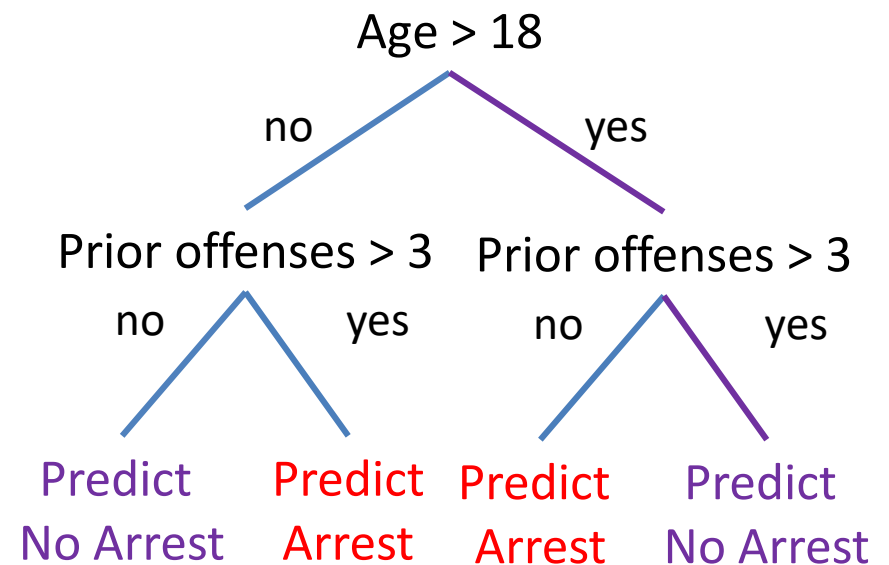 Age > 18
no
yes
Prior offenses > 3
Prior offenses > 3
no
yes
no
yes
Predict
No Arrest
Predict
Arrest
Predict
Arrest
Predict
No Arrest